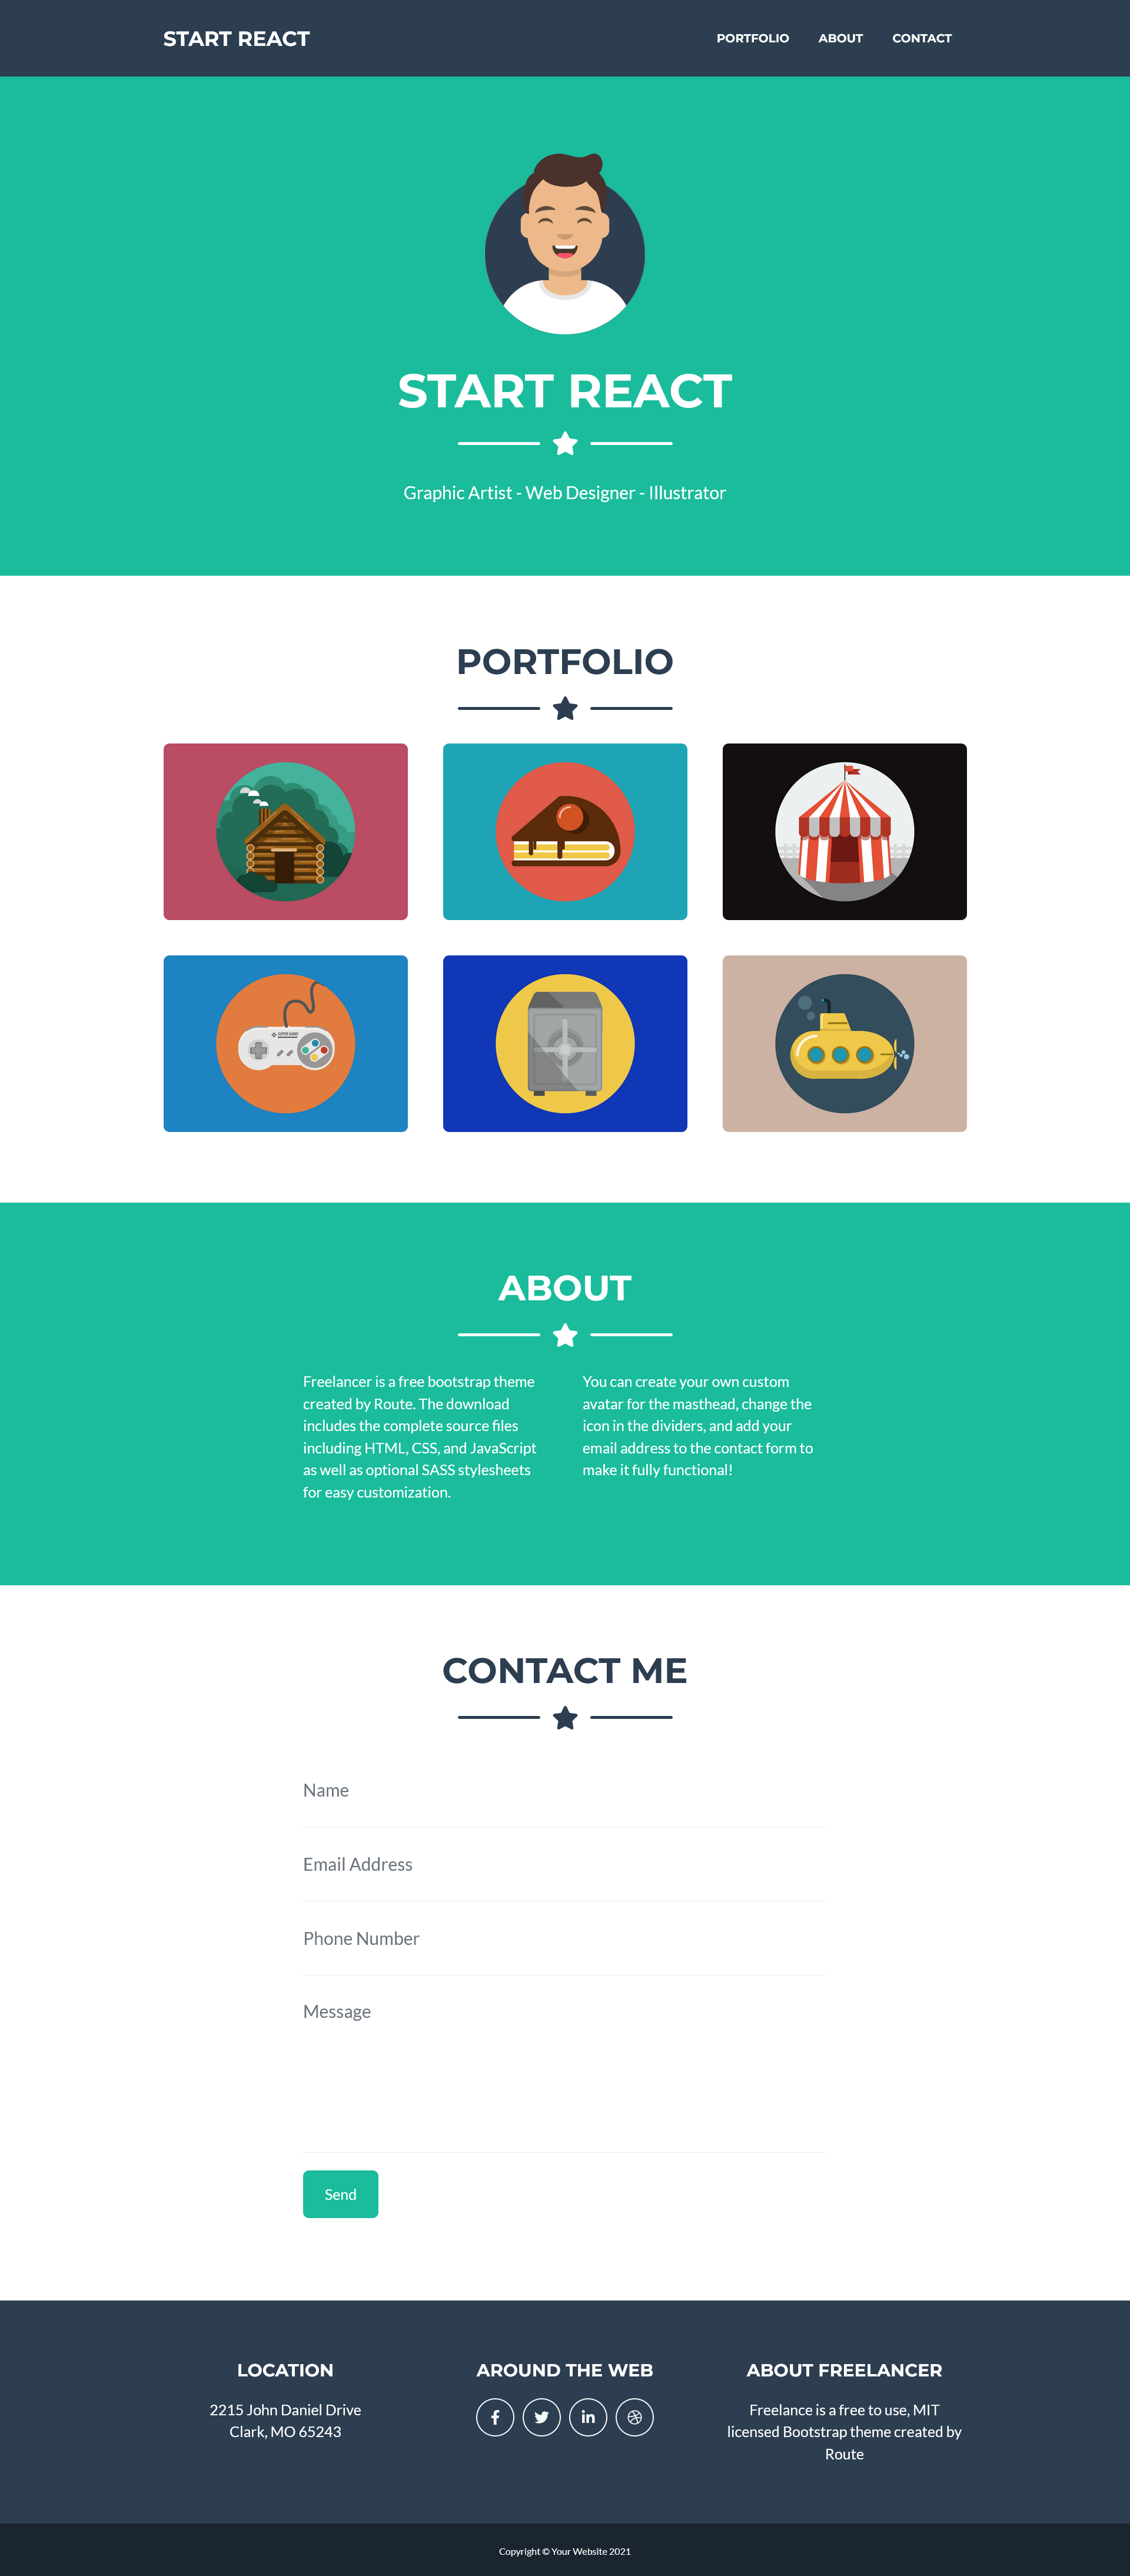 START REACT
PORTFOLIO ABOUT CONTACT
START REACT
Graphic Artist - Web Designer - Illustrator
PORTFOLIO
SUPER GAME
ABOUT
Freelancer is a free bootstrap theme
created by Route. The download
includes the complete source files
including HTML, CSS, and JavaScript
as well as optional SASS stylesheets
for easy customization.
You can create your own custom
avatar for the masthead, change the
icon in the dividers, and add your
email address to the contact form to
make it fully functional!
CONTACT ME
Name
Email Address
Phone Number
Message
Send
LOCATION
2215 John Daniel Drive
Clark, MO 65243
AROUND THE WEB
ABOUT FREELANCER
Freelance is a free to use, MIT
licensed Bootstrap theme created by
Route
Copyright © Your Website 2021